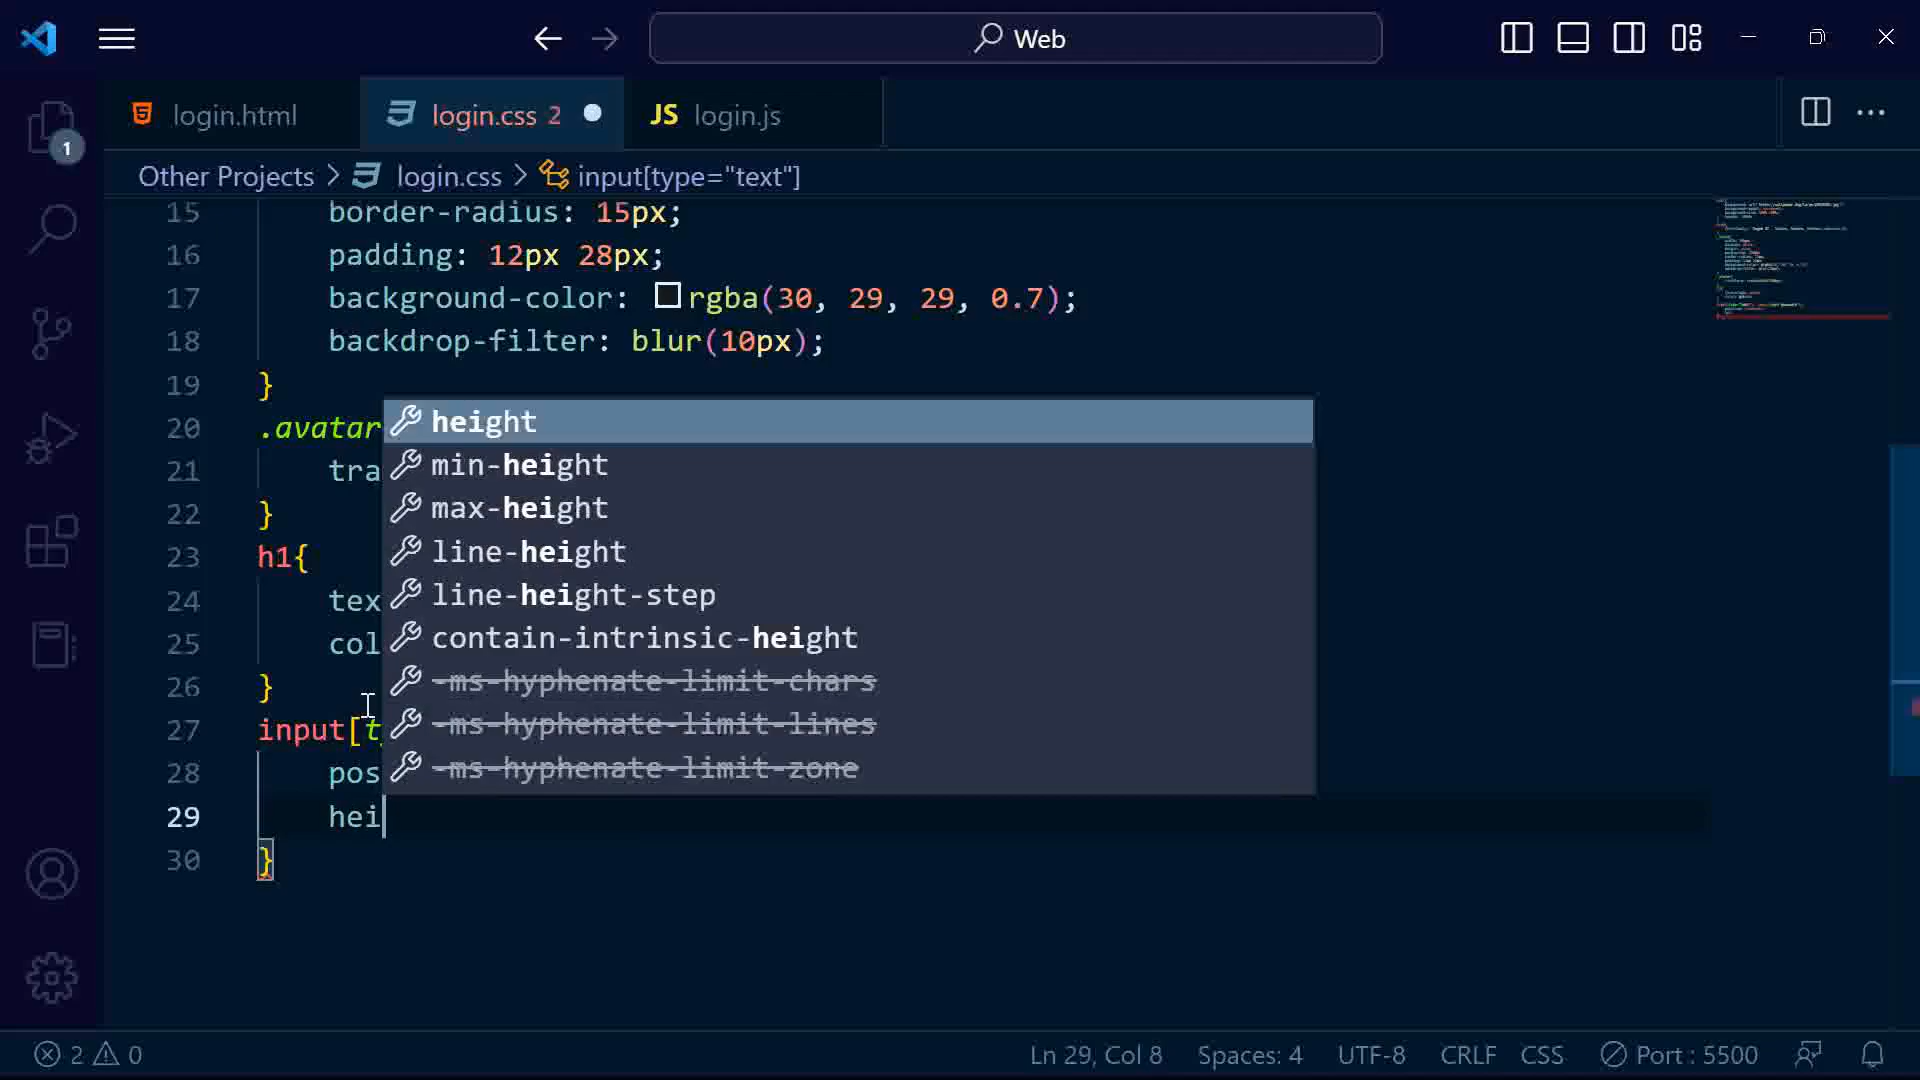 Web
login.html
login.css 2
JS login.js
1
Other Projects > login.css > input[type="text"]
15 border-radius: 15px;
16 padding: 12px 28px;
17 background-color: rgba(30, 29, 29, 0.7);
18 backdrop-filter: blur(10px);
19 }
20 .avatar
21 tra
22 }
23 h1{
24 tex
25 col
26 }
27 input[t
28 pos
29 hei
30 }
height
min-height
max-height
line-height
line-height-step
contain-intrinsic-height
-ms-hyphenate-limit-chars
-ms-hyphenate-limit-lines
-ms-hyphenate-limit-zone
2 0 Ln 29, Col 8 Spaces: 4 UTF-8 CRLF CSS Port : 5500